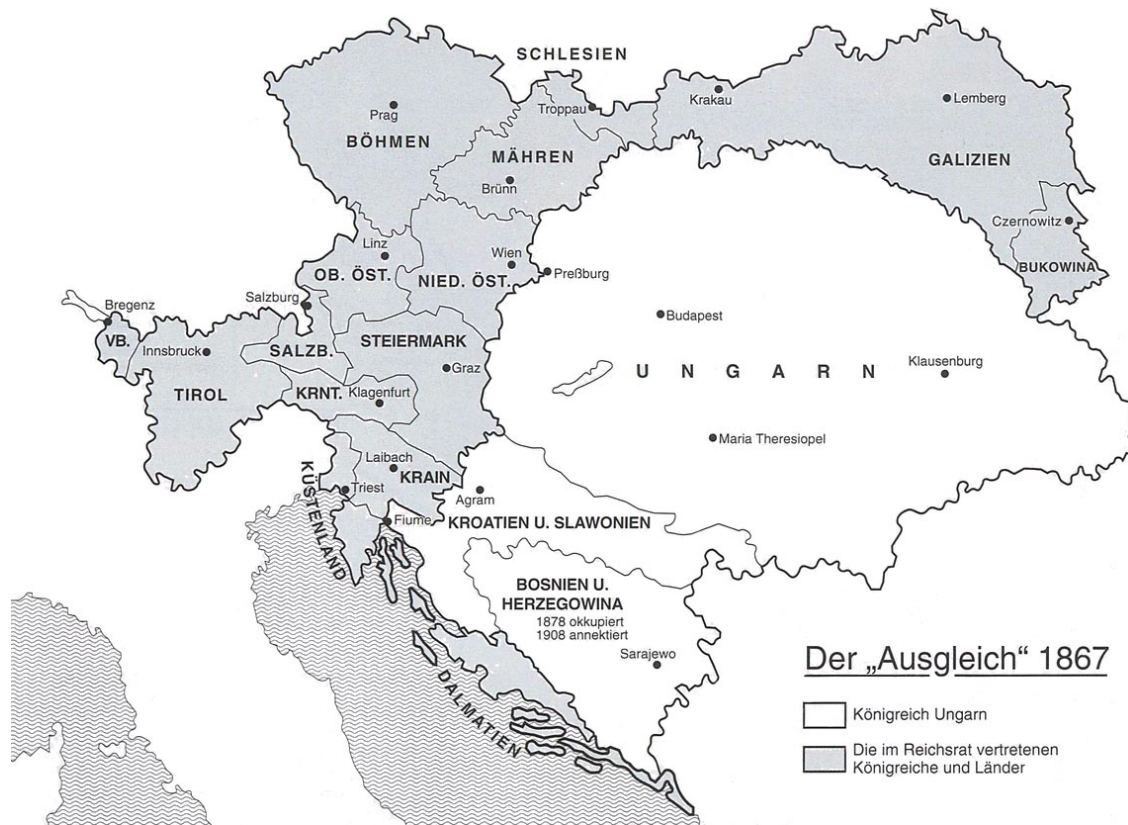 SCHLESIEN
Troppau
Krakau
Lemberg
Prag
BÖHMEN
MÄHREN
Brünn
GALIZIEN
Czernowitz
BUKOWINA
Linz
OB. ÖST.
Wien
NIED. ÖST.
Preßburg
Bregenz
VB.
Salzburg
Innsbruck
SALZB.
STEIERMARK
Graz
Budapest
UNGARN
Klausenburg
TIROL
KRNT.
Klagenfurt
Maria Theresiopel
Laibach
KRAIN
KÜSTENLAND
Triest
Agram
Fiume
KROATIEN U. SLAWONIEN
BOSNIEN U.
HERZEGOWINA
1878 okkupiert
1908 annektiert
Sarajewo
DALMATIEN
Der „Ausgleich“ 1867
Königreich Ungarn
Die im Reichsrat vertretenen
Königreiche und Länder